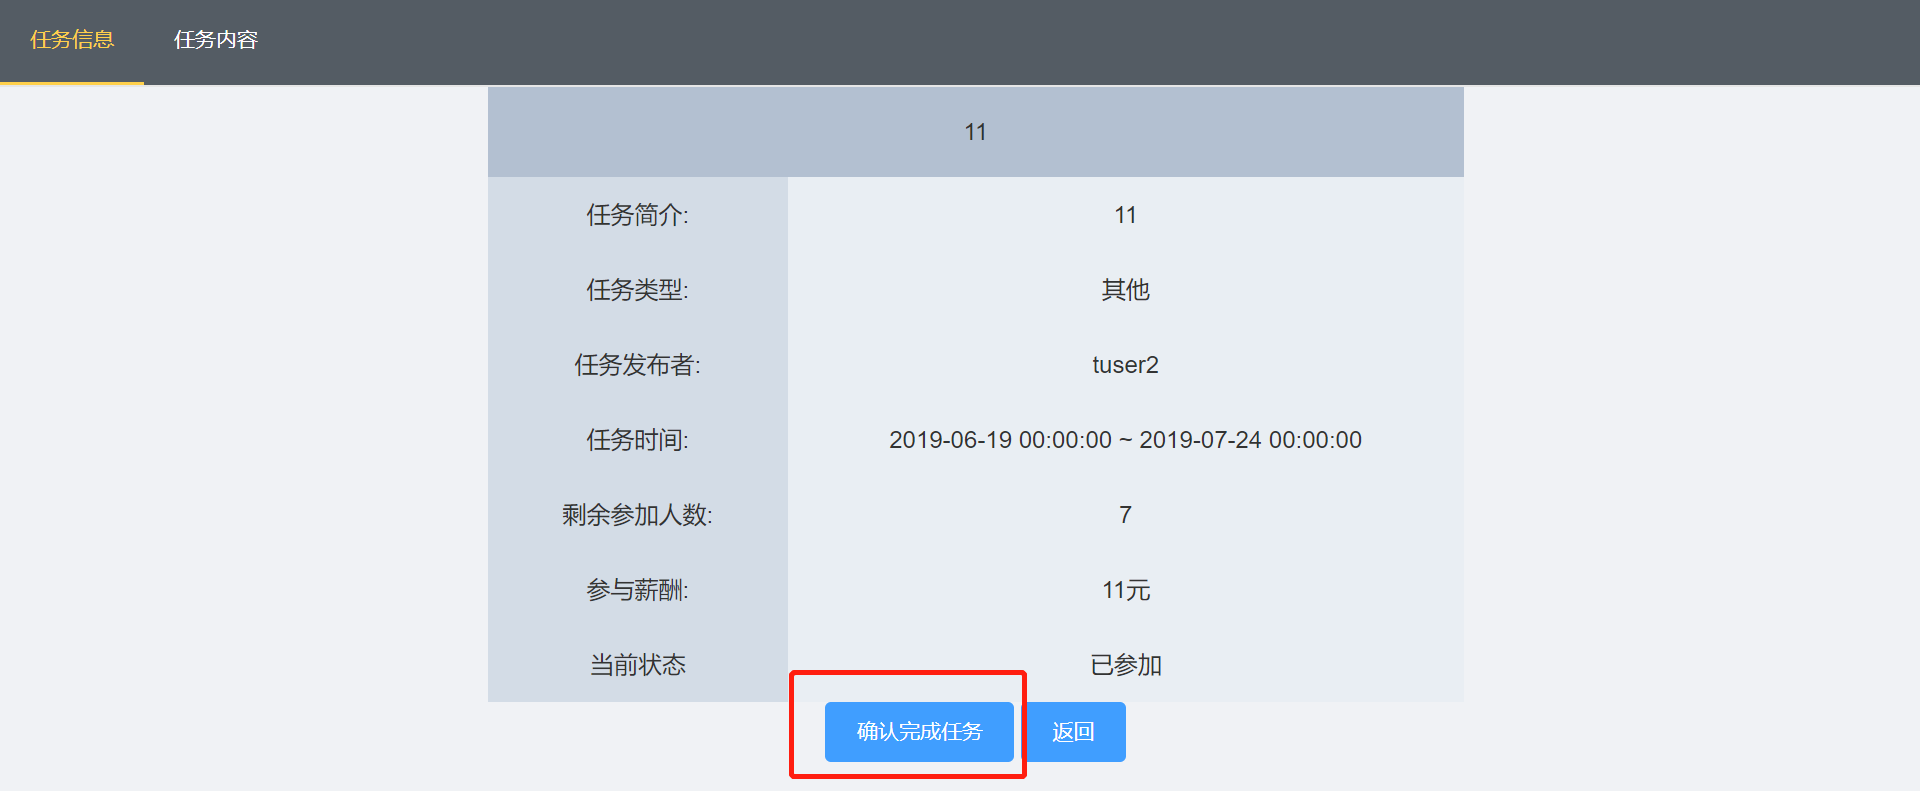 任务信息 任务内容
11
任务简介: 11
任务类型: 其他
任务发布者: tuser2
任务时间: 2019-06-19 00:00:00 ~ 2019-07-24 00:00:00
剩余参加人数: 7
参与薪酬: 11元
当前状态 已参加
确认完成任务 返回